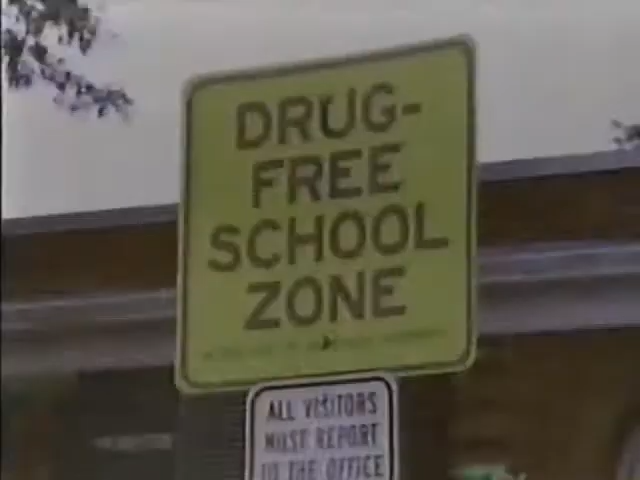 DRUG-
FREE
SCHOOL
ZONE
ALL VISITORS
MUST REPORT
TO THE OFFICE